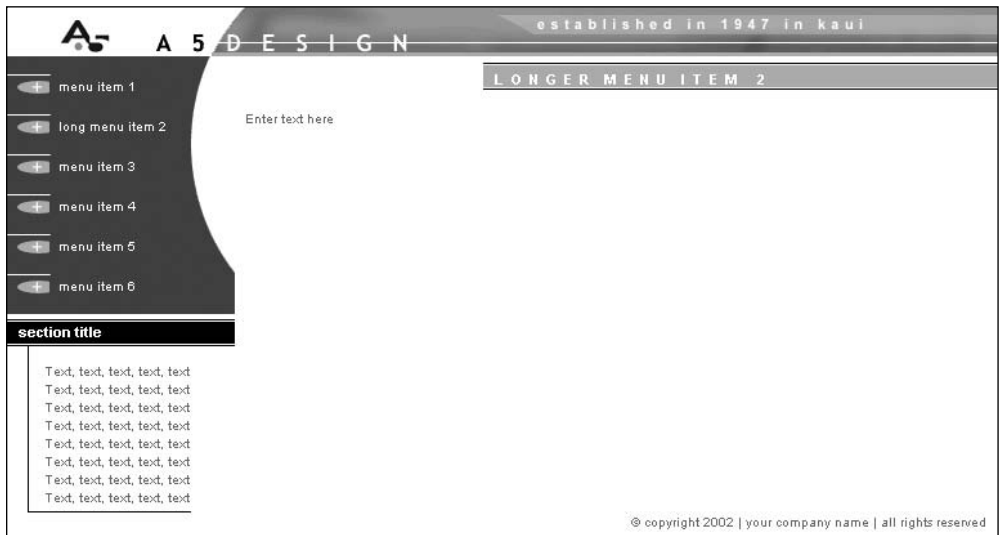 A5
A 5 D E S I G N
established in 1947 in kaui
LONGER MENU ITEM 2
menu item 1
long menu item 2
menu item 3
menu item 4
menu item 5
menu item 6
Enter text here
section title
Text, text, text, text, text
Text, text, text, text, text
Text, text, text, text, text
Text, text, text, text, text
Text, text, text, text, text
Text, text, text, text, text
Text, text, text, text, text
Text, text, text, text, text
© copyright 2002 | your company name | all rights reserved